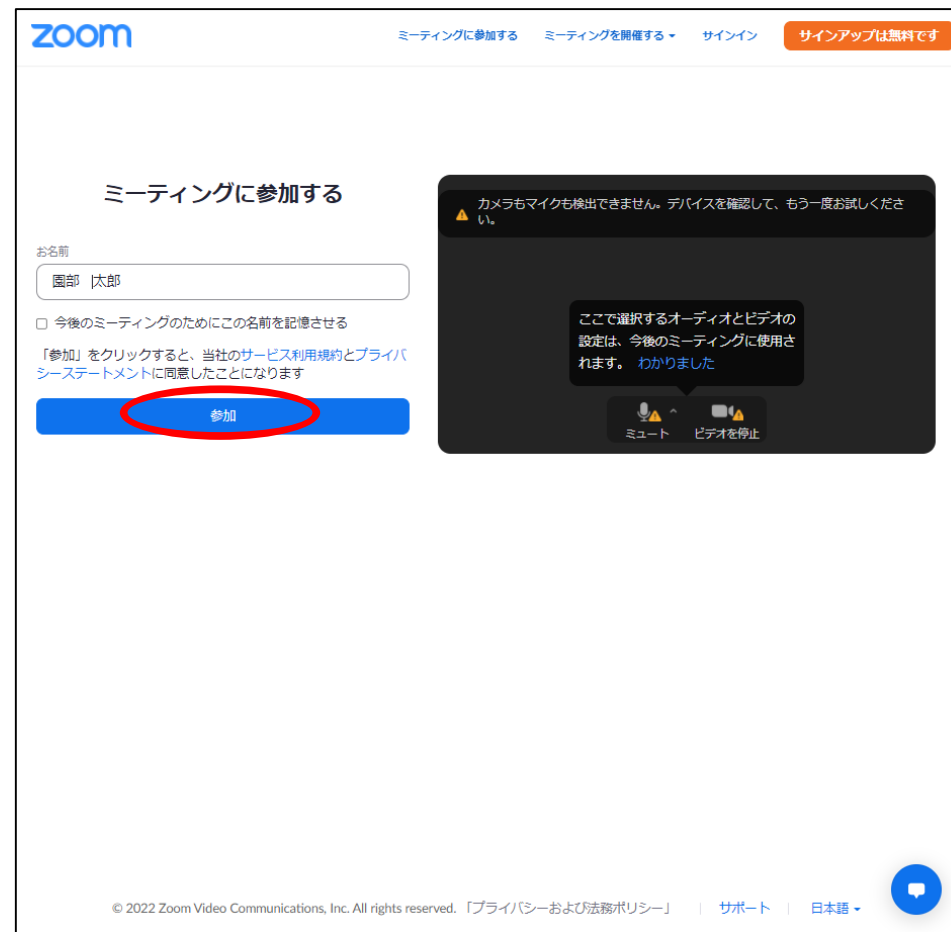 zoom
ミーティングに参加する ミーティングを開催する サインイン サインアップは無料です
ミーティングに参加する
お名前
園部 太郎
今後のミーティングのためにこの名前を記憶させる
「参加」をクリックすると、当社のサービス利用規約とプライバ
シーステートメントに同意したことになります
参加
カメラもマイクも検出できません。デバイスを確認して、もう一度お試しくださ
い。
ここで選択するオーディオとビデオの
設定は、今後のミーティングに使用さ
れます。 わかりました
ミュート ビデオを停止
© 2022 Zoom Video Communications, Inc. All rights reserved. 「プライバシーおよび法務ポリシー」 | サポート | 日本語